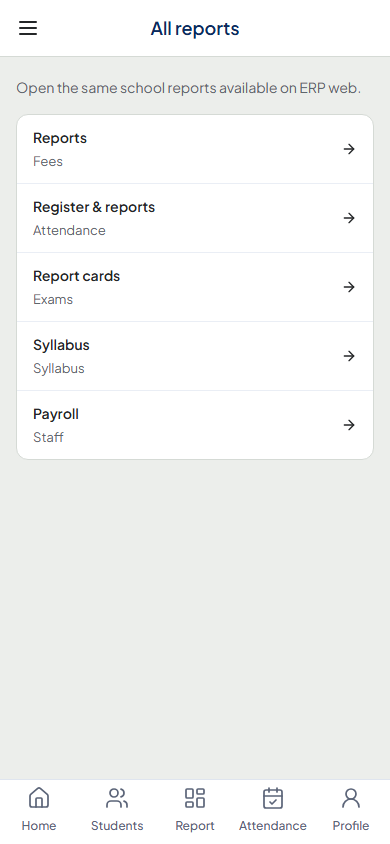 All reports
Open the same school reports available on ERP web.
Reports
Fees
Register & reports
Attendance
Report cards
Exams
Syllabus
Syllabus
Payroll
Staff
Home
Students
Report
Attendance
Profile